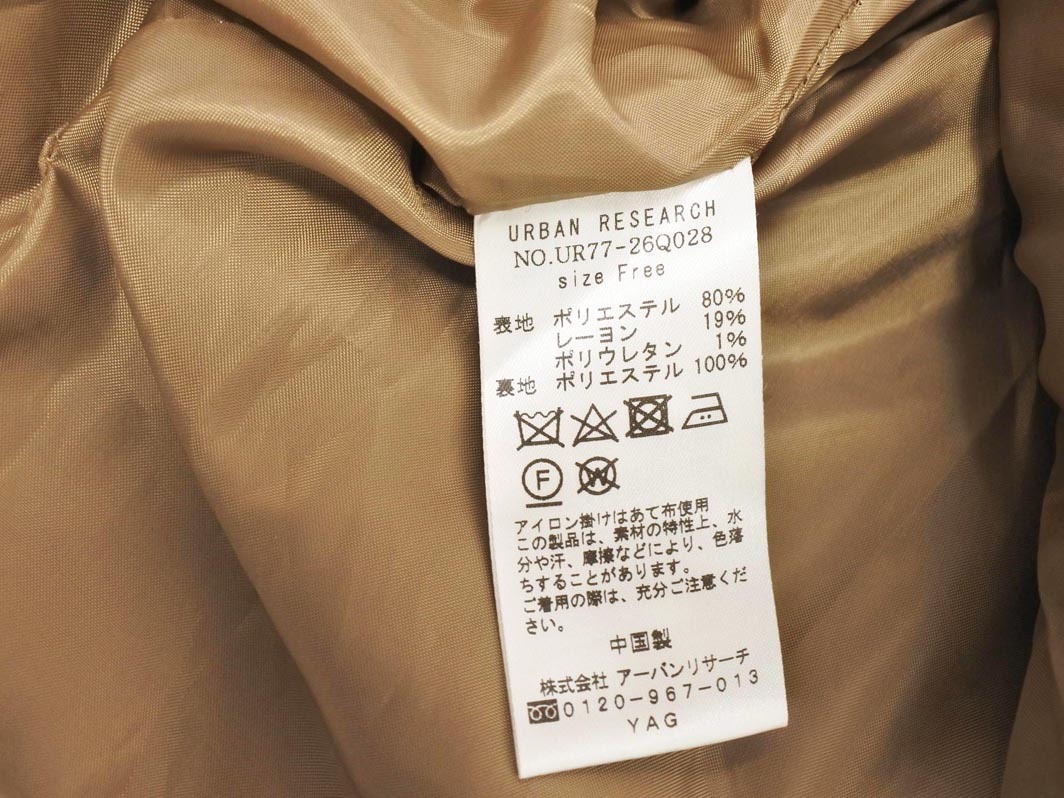 URBAN RESEARCH
NO.UR77-26Q028
size Free
表地 ポリエステル 80%
レーヨン 19%
ポリウレタン 1%
裏地 ポリエステル 100%
F W
アイロン掛けはあて布使用
この製品は、素材の特性上、水
分や汗、摩擦などにより、色落
ちすることがあります。
ご着用の際は、充分ご注意くだ
さい。
中国製
株式会社 アーバンリサーチ
0120-967-013
YAG